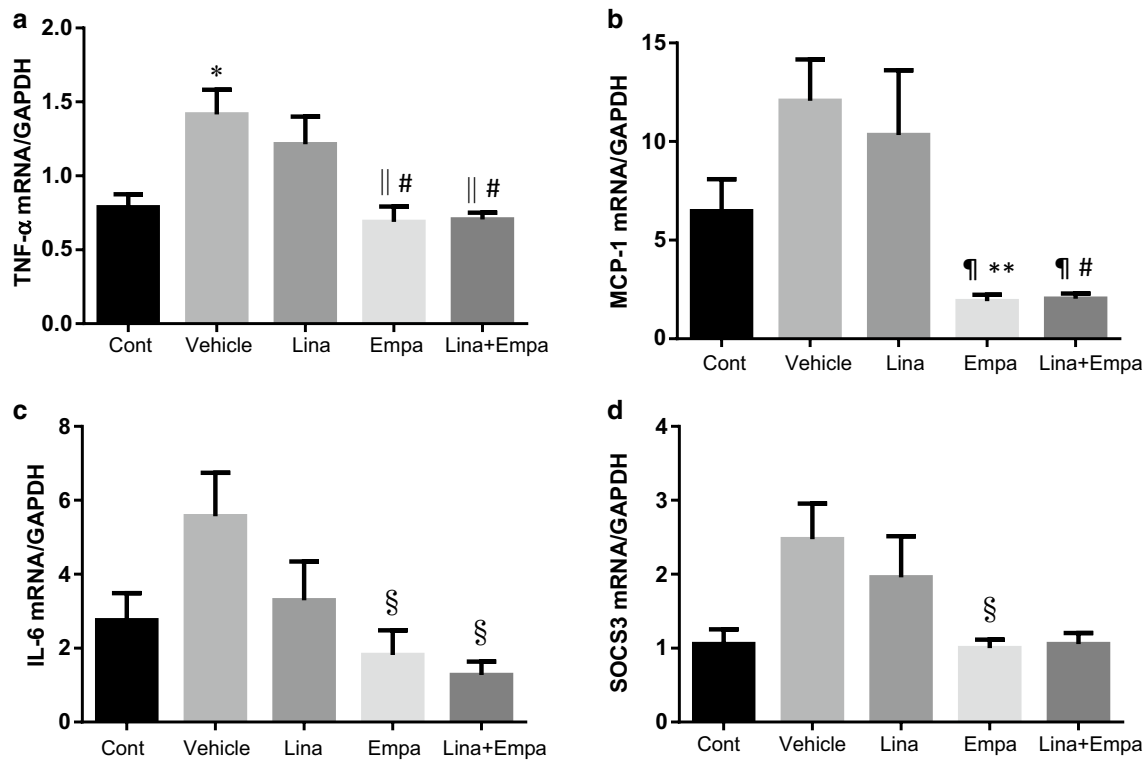 a
TNF-α mRNA/GAPDH
2.0
1.5
1.0
0.5
0.0
*
‖ #
‖ #
Cont Vehicle Lina Empa Lina+Empa
b
MCP-1 mRNA/GAPDH
15
10
5
0
¶ **
¶ #
Cont Vehicle Lina Empa Lina+Empa
c
IL-6 mRNA/GAPDH
8
6
4
2
0
§
§
Cont Vehicle Lina Empa Lina+Empa
d
SOCS3 mRNA/GAPDH
4
3
2
1
0
§
Cont Vehicle Lina Empa Lina+Empa